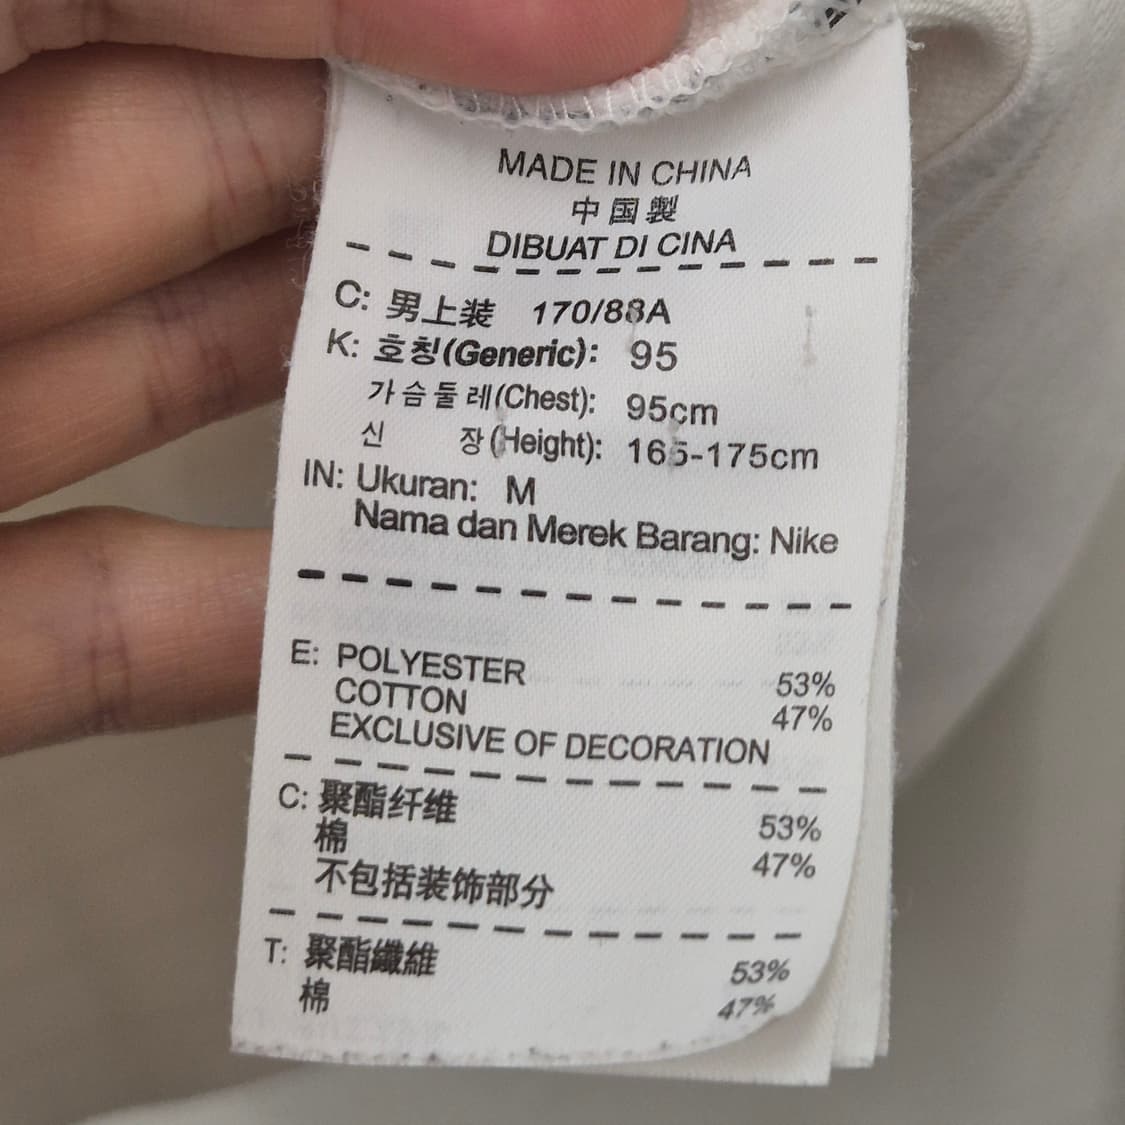 MADE IN CHINA
中国製
DIBUAT DI CINA
C: 男上装 170/88A
K: 호칭(Generic): 95
가슴둘레(Chest): 95cm
신 장(Height): 165-175cm
IN: Ukuran: M
Nama dan Merek Barang: Nike
E: POLYESTER 53%
COTTON 47%
EXCLUSIVE OF DECORATION
C: 聚酯纤维 53%
棉 47%
不包括装饰部分
T: 聚酯纖維 53%
棉 47%